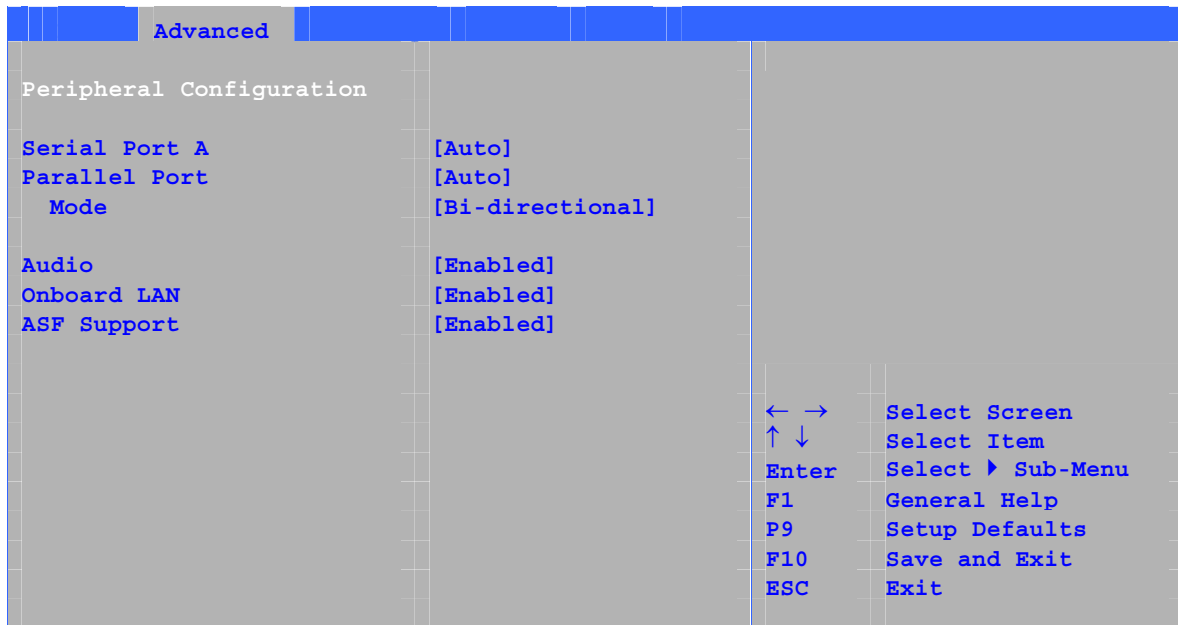 Advanced
Peripheral Configuration
Serial Port A [Auto]
Parallel Port [Auto]
Mode [Bi-directional]
Audio [Enabled]
Onboard LAN [Enabled]
ASF Support [Enabled]
← → Select Screen
↑ ↓ Select Item
Enter Select ▶ Sub-Menu
F1 General Help
P9 Setup Defaults
F10 Save and Exit
ESC Exit